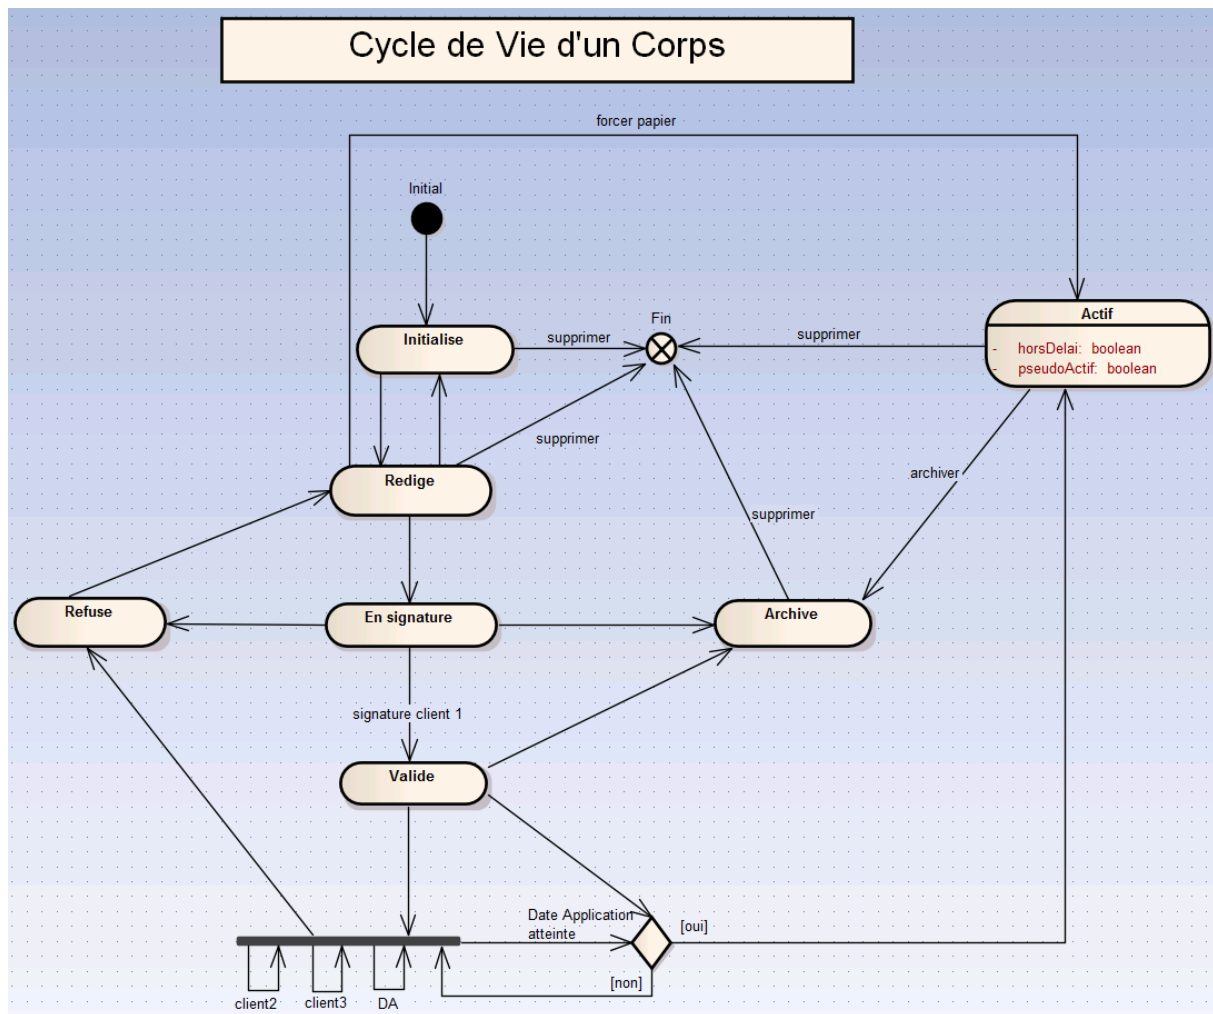 Cycle de Vie d'un Corps
forcer papier
Initial
Initialise
supprimer
Fin
supprimer
Actif
- horsDelai: boolean
- pseudoActif: boolean
supprimer
Redige
archiver
supprimer
Refuse
En signature
Archive
signature client 1
Valide
Date Application
atteinte
[oui]
[non]
client2
client3
DA